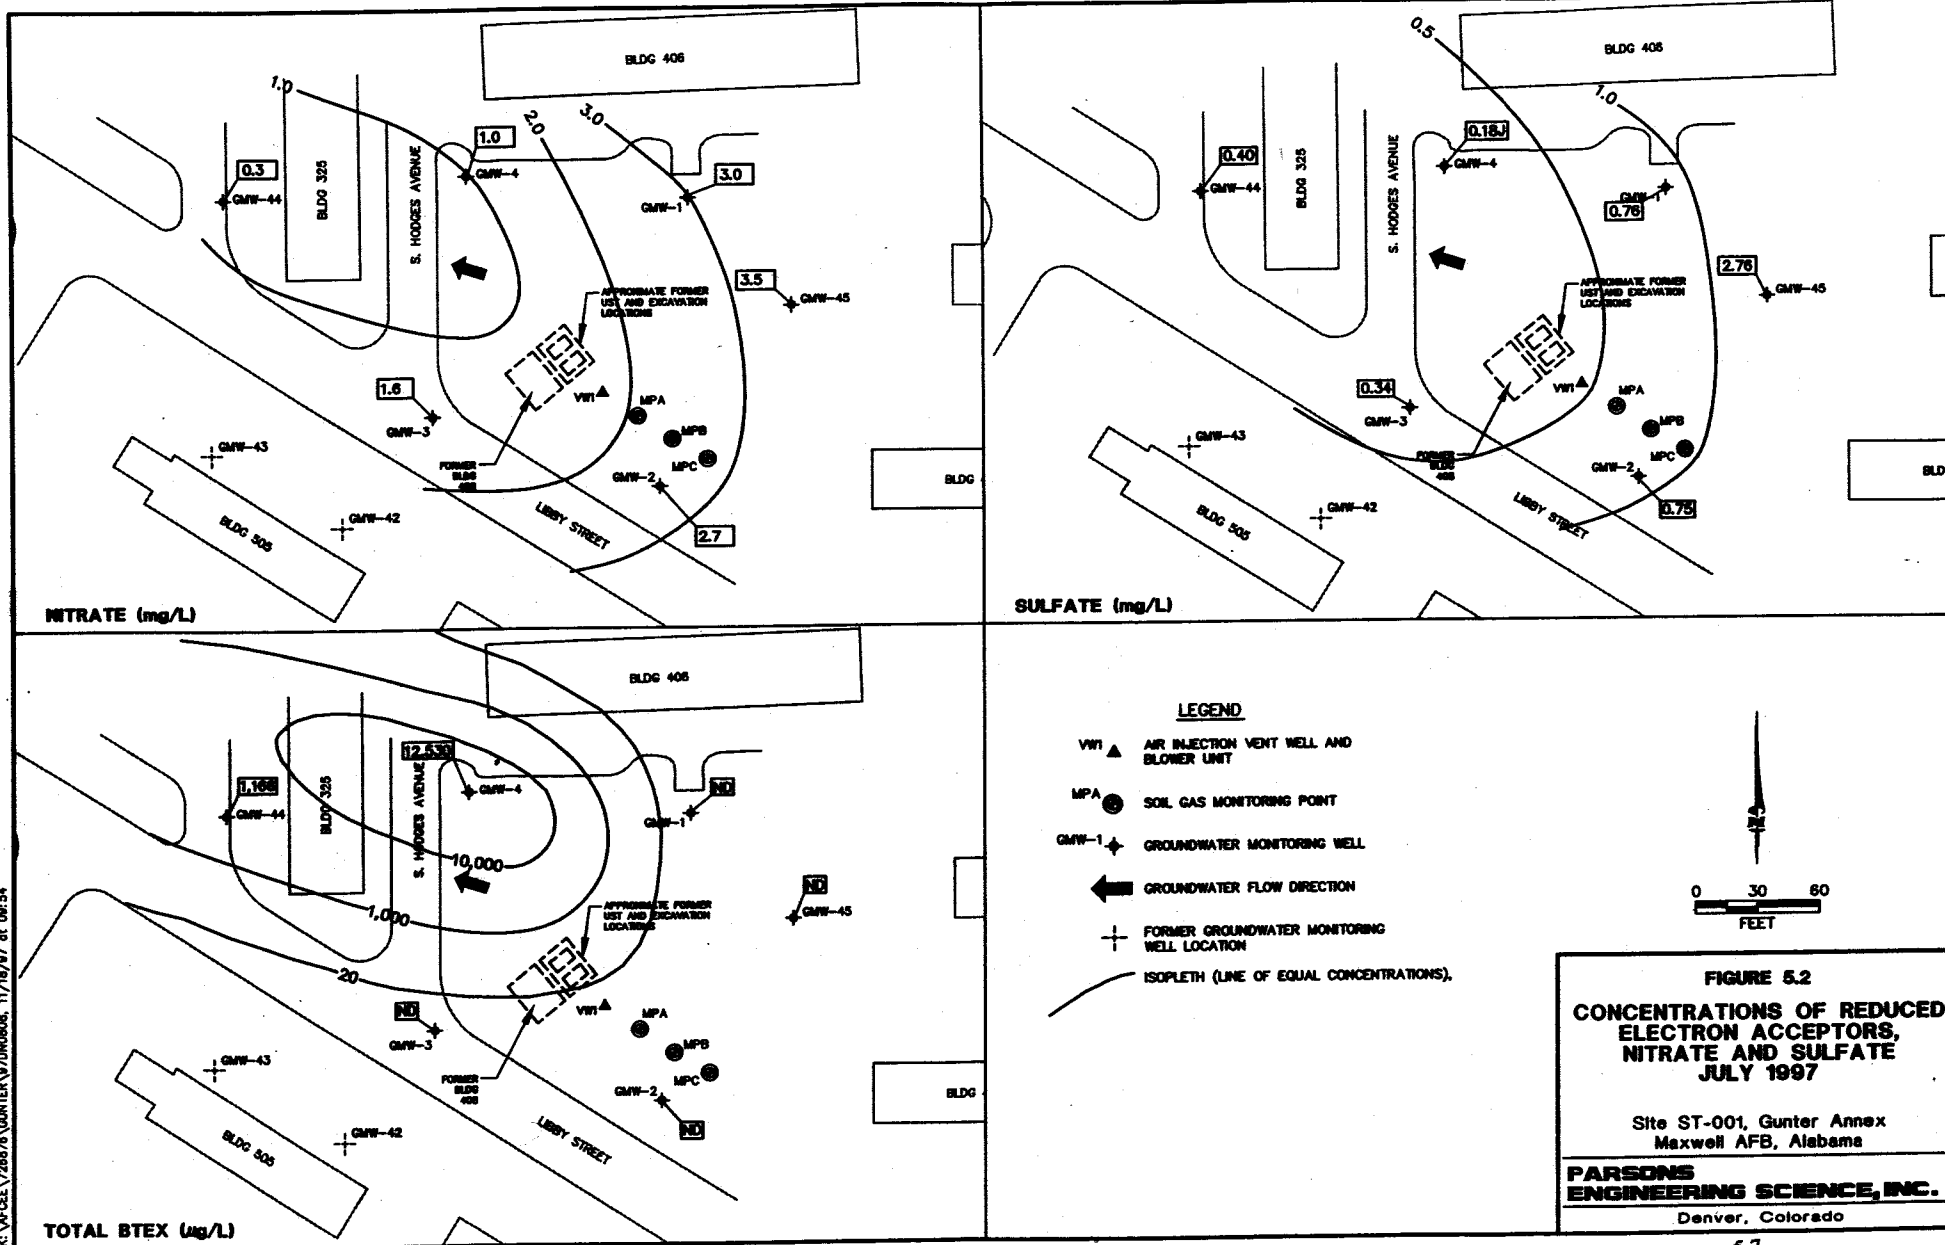 BLDG 406
1.0
2.0
3.0
1.0
GMW-4
0.3
GMW-44
BLDG 325
S. HODGES AVENUE
3.0
GMW-1
3.5
GMW-45
APPROXIMATE FORMER
UST AND EXCAVATION
LOCATIONS
1.6
GMW-3
VW1
MPA
MPB
MPC
GMW-2
2.7
GMW-43
GMW-42
FORMER
BLDG
BLDG 505
LIBBY STREET
BLDG
NITRATE (mg/L)
0.5
BLDG 406
1.0
0.18J
GMW-4
0.40
GMW-44
BLDG 325
S. HODGES AVENUE
0.76
2.76
GMW-45
APPROXIMATE FORMER
UST AND EXCAVATION
LOCATIONS
0.34
GMW-3
VW1
MPA
MPB
MPC
GMW-2
0.75
GMW-43
GMW-42
FORMER
BLDG
BLDG 505
LIBBY STREET
BLD
SULFATE (mg/L)
BLDG 406
12,530
GMW-4
1,166
GMW-44
BLDG 325
S. HODGES AVENUE
ND
GMW-1
10,000
1,000
20
ND
GMW-45
APPROXIMATE FORMER
UST AND EXCAVATION
LOCATIONS
ND
GMW-3
VW1
MPA
MPB
MPC
GMW-2
ND
GMW-43
GMW-42
FORMER
BLDG
BLDG 505
LIBBY STREET
BLDG
TOTAL BTEX (ug/L)
LEGEND
VW1 AIR INJECTION VENT WELL AND
BLOWER UNIT
MPA SOIL GAS MONITORING POINT
GMW-1 GROUNDWATER MONITORING WELL
GROUNDWATER FLOW DIRECTION
FORMER GROUNDWATER MONITORING
WELL LOCATION
ISOPLETH (LINE OF EQUAL CONCENTRATIONS).
0 30 60
FEET
FIGURE 5.2
CONCENTRATIONS OF REDUCED
ELECTRON ACCEPTORS,
NITRATE AND SULFATE
JULY 1997
Site ST-001, Gunter Annex
Maxwell AFB, Alabama
PARSONS
ENGINEERING SCIENCE, INC.
Denver, Colorado